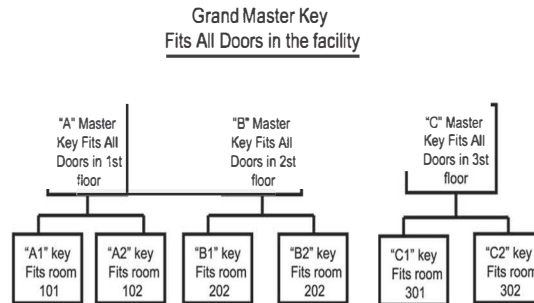 Grand Master Key
Fits All Doors in the facility
"A" Master
Key Fits All
Doors in 1st
floor
"B" Master
Key Fits All
Doors in 2st
floor
"C" Master
Key Fits All
Doors in 3st
floor
"A1" key
Fits room
101
"A2" key
Fits room
102
"B1" key
Fits room
202
"B2" key
Fits room
202
"C1" key
Fits room
301
"C2" key
Fits room
302